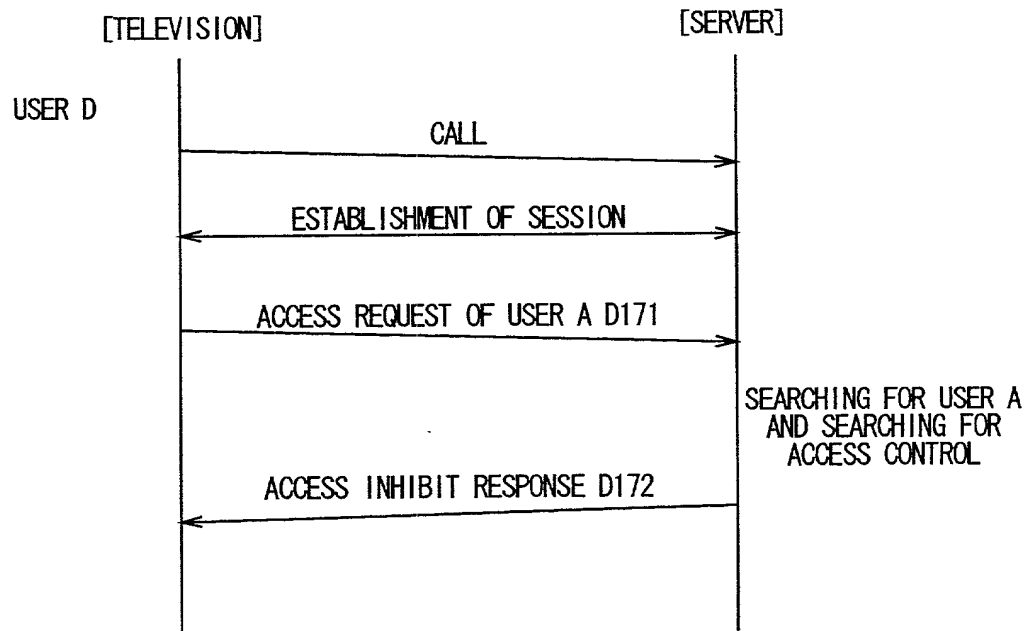 [TELEVISION]
[SERVER]
USER D
CALL
ESTABLISHMENT OF SESSION
ACCESS REQUEST OF USER A D171
SEARCHING FOR USER A
AND SEARCHING FOR
ACCESS CONTROL
ACCESS INHIBIT RESPONSE D172